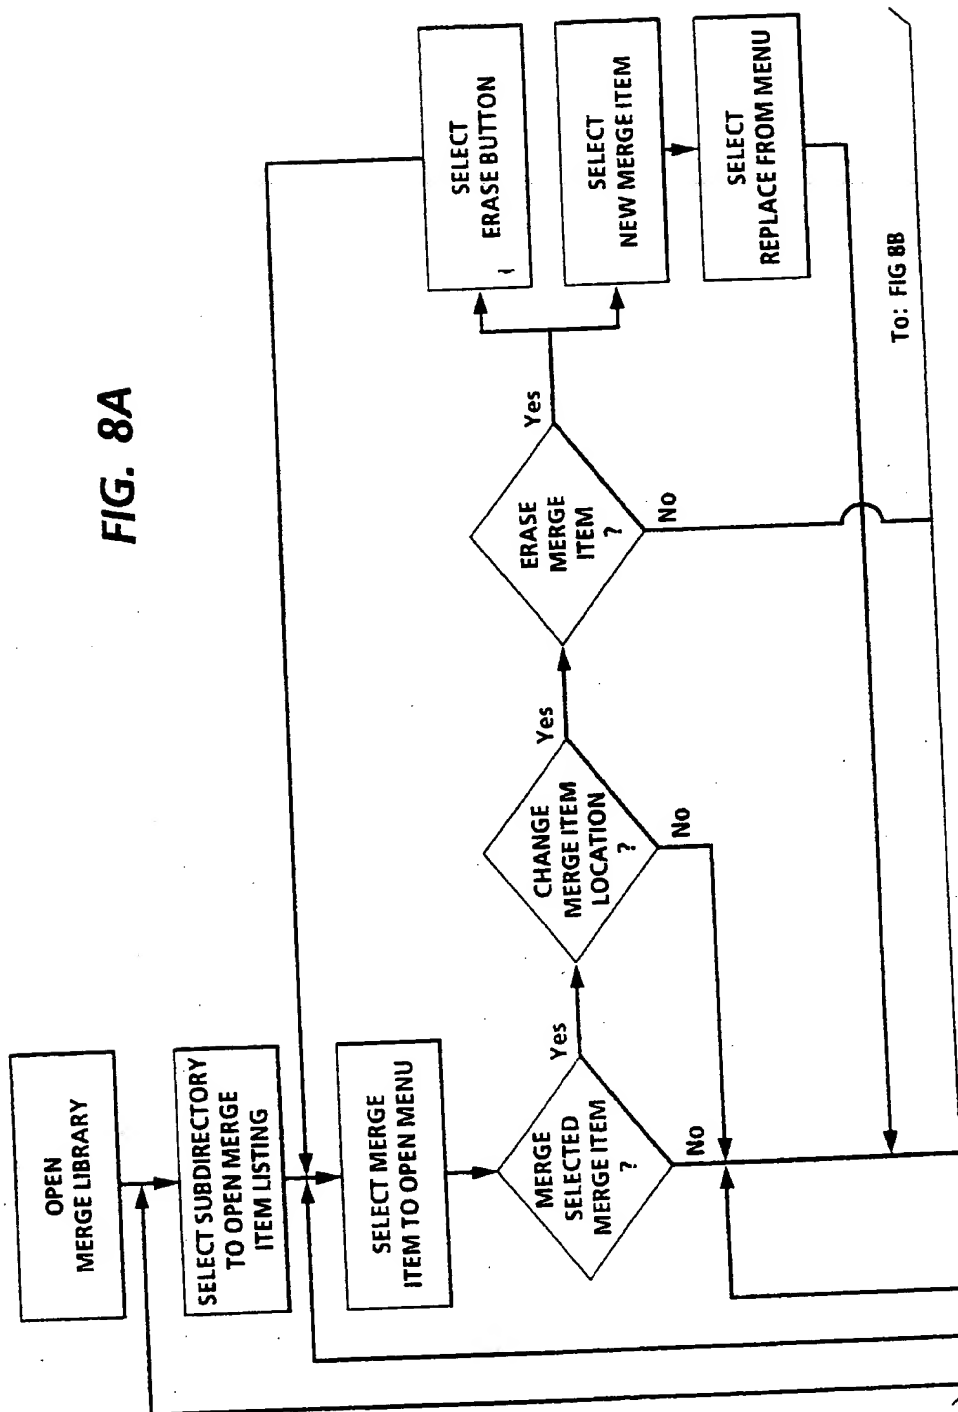 FIG. 8A
OPEN
MERGE LIBRARY
SELECT SUBDIRECTORY
TO OPEN MERGE
ITEM LISTING
SELECT MERGE
ITEM TO OPEN MENU
MERGE
SELECTED
MERGE ITEM
?
Yes
No
CHANGE
MERGE ITEM
LOCATION
?
Yes
No
ERASE
MERGE
ITEM
?
Yes
No
SELECT
ERASE BUTTON
SELECT
NEW MERGE ITEM
SELECT
REPLACE FROM MENU
To: FIG 8B